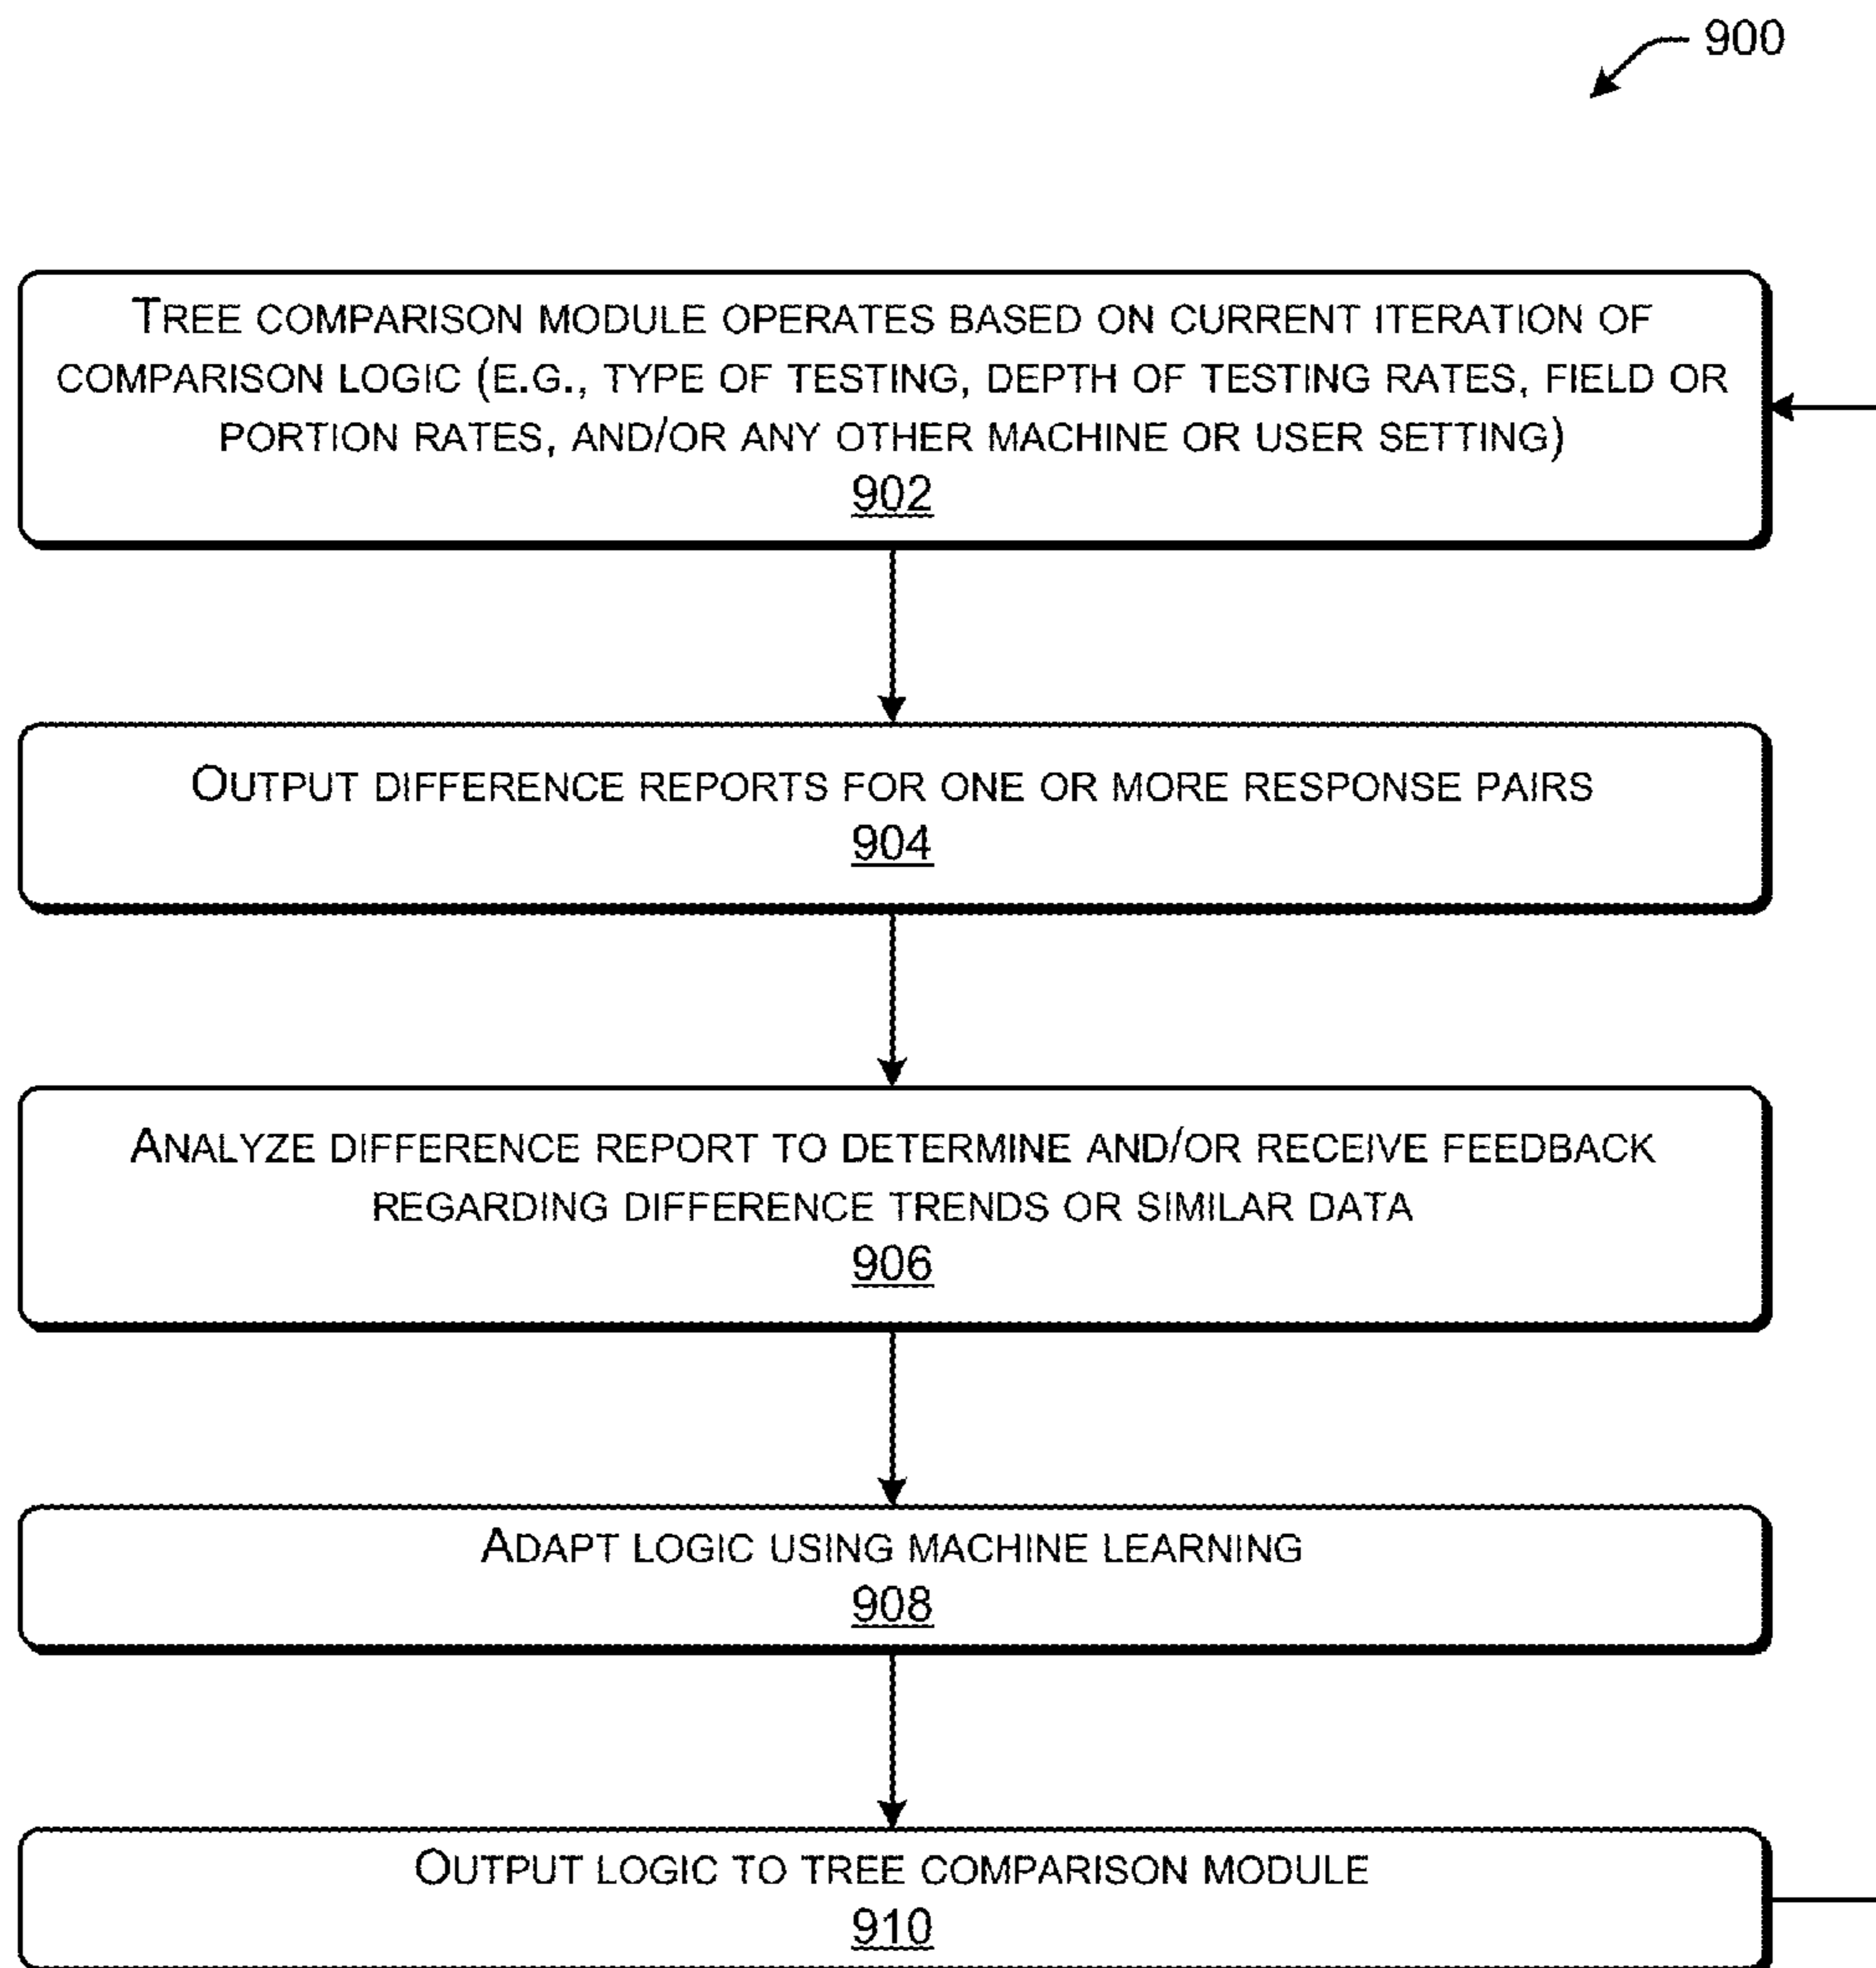 900
TREE COMPARISON MODULE OPERATES BASED ON CURRENT ITERATION OF
COMPARISON LOGIC (E.G., TYPE OF TESTING, DEPTH OF TESTING RATES, FIELD OR
PORTION RATES, AND/OR ANY OTHER MACHINE OR USER SETTING)
902
OUTPUT DIFFERENCE REPORTS FOR ONE OR MORE RESPONSE PAIRS
904
ANALYZE DIFFERENCE REPORT TO DETERMINE AND/OR RECEIVE FEEDBACK
REGARDING DIFFERENCE TRENDS OR SIMILAR DATA
906
ADAPT LOGIC USING MACHINE LEARNING
908
OUTPUT LOGIC TO TREE COMPARISON MODULE
910